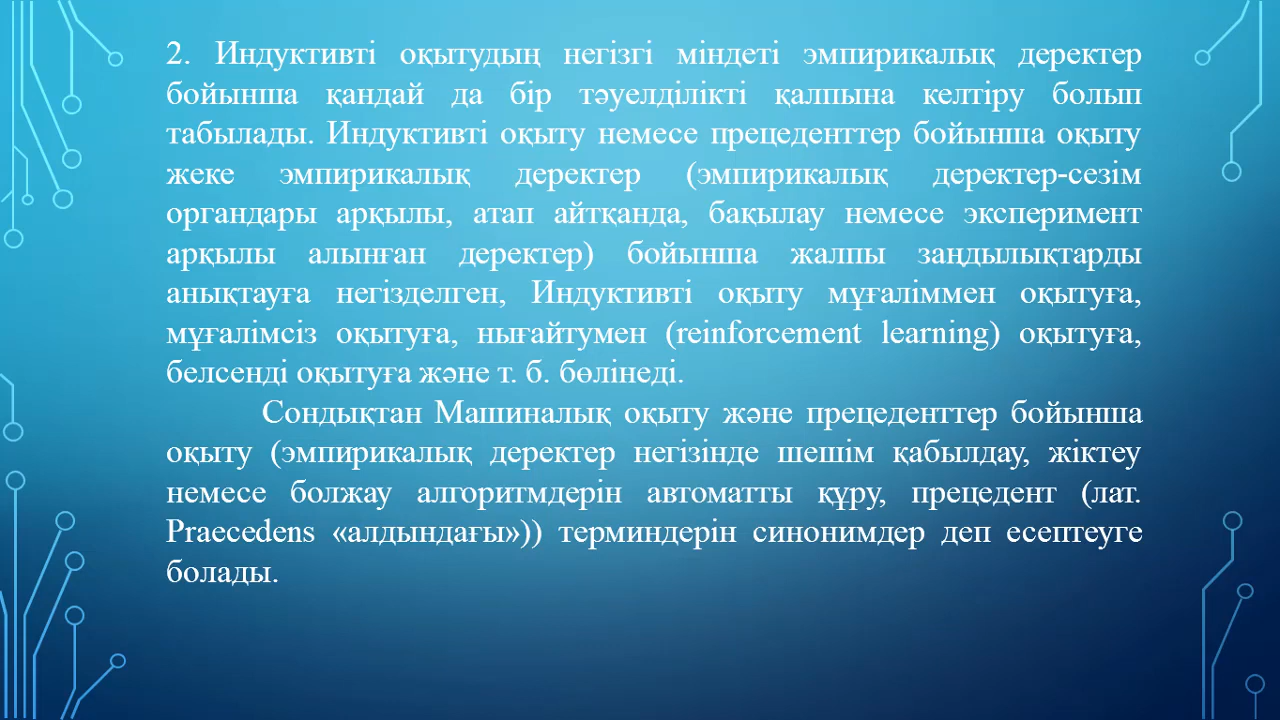 2. Индуктивті оқытудың негізгі міндеті эмпирикалық деректер
бойынша қандай да бір тәуелділікті қалпына келтіру болып
табылады. Индуктивті оқыту немесе прецеденттер бойынша оқыту
жеке эмпирикалық деректер (эмпирикалық деректер-сезім
органдары арқылы, атап айтқанда, бақылау немесе эксперимент
арқылы алынған деректер) бойынша жалпы заңдылықтарды
анықтауға негізделген, Индуктивті оқыту мұғаліммен оқытуға,
мұғалімсіз оқытуға, нығайтумен (reinforcement learning) оқытуға,
белсенді оқытуға және т. б. бөлінеді.
Сондықтан Машиналық оқыту және прецеденттер бойынша
оқыту (эмпирикалық деректер негізінде шешім қабылдау, жіктеу
немесе болжау алгоритмдерін автоматты құру, прецедент (лат.
Praecedens «алдындағы»)) терминдерін синонимдер деп есептеуге
болады.